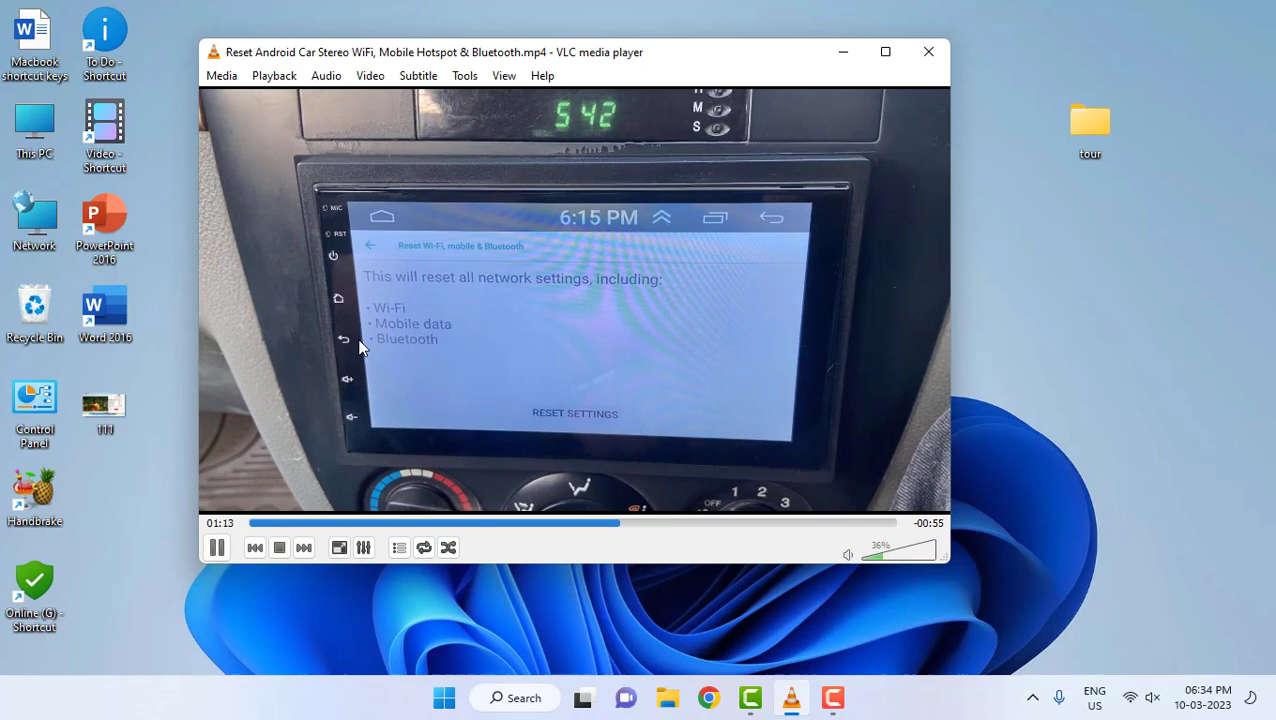 Macbook
shortcut keys
To Do -
Shortcut
This PC
Video -
Shortcut
Network
PowerPoint
2016
Recycle Bin
Word 2016
Control
Panel
111
Handbrake
Online (G) -
Shortcut
tour
Reset Android Car Stereo WiFi, Mobile Hotspot & Bluetooth.mp4 - VLC media player
Media Playback Audio Video Subtitle Tools View Help
5 42
H
M
S
MIC
RST
6:15 PM
Reset Wi-Fi, mobile & Bluetooth
This will reset all network settings, including:
• Wi-Fi
• Mobile data
• Bluetooth
RESET SETTINGS
OFF 1 2 3
01:13
-00:55
36%
Search
ENG
US
06:34 PM
10-03-2023